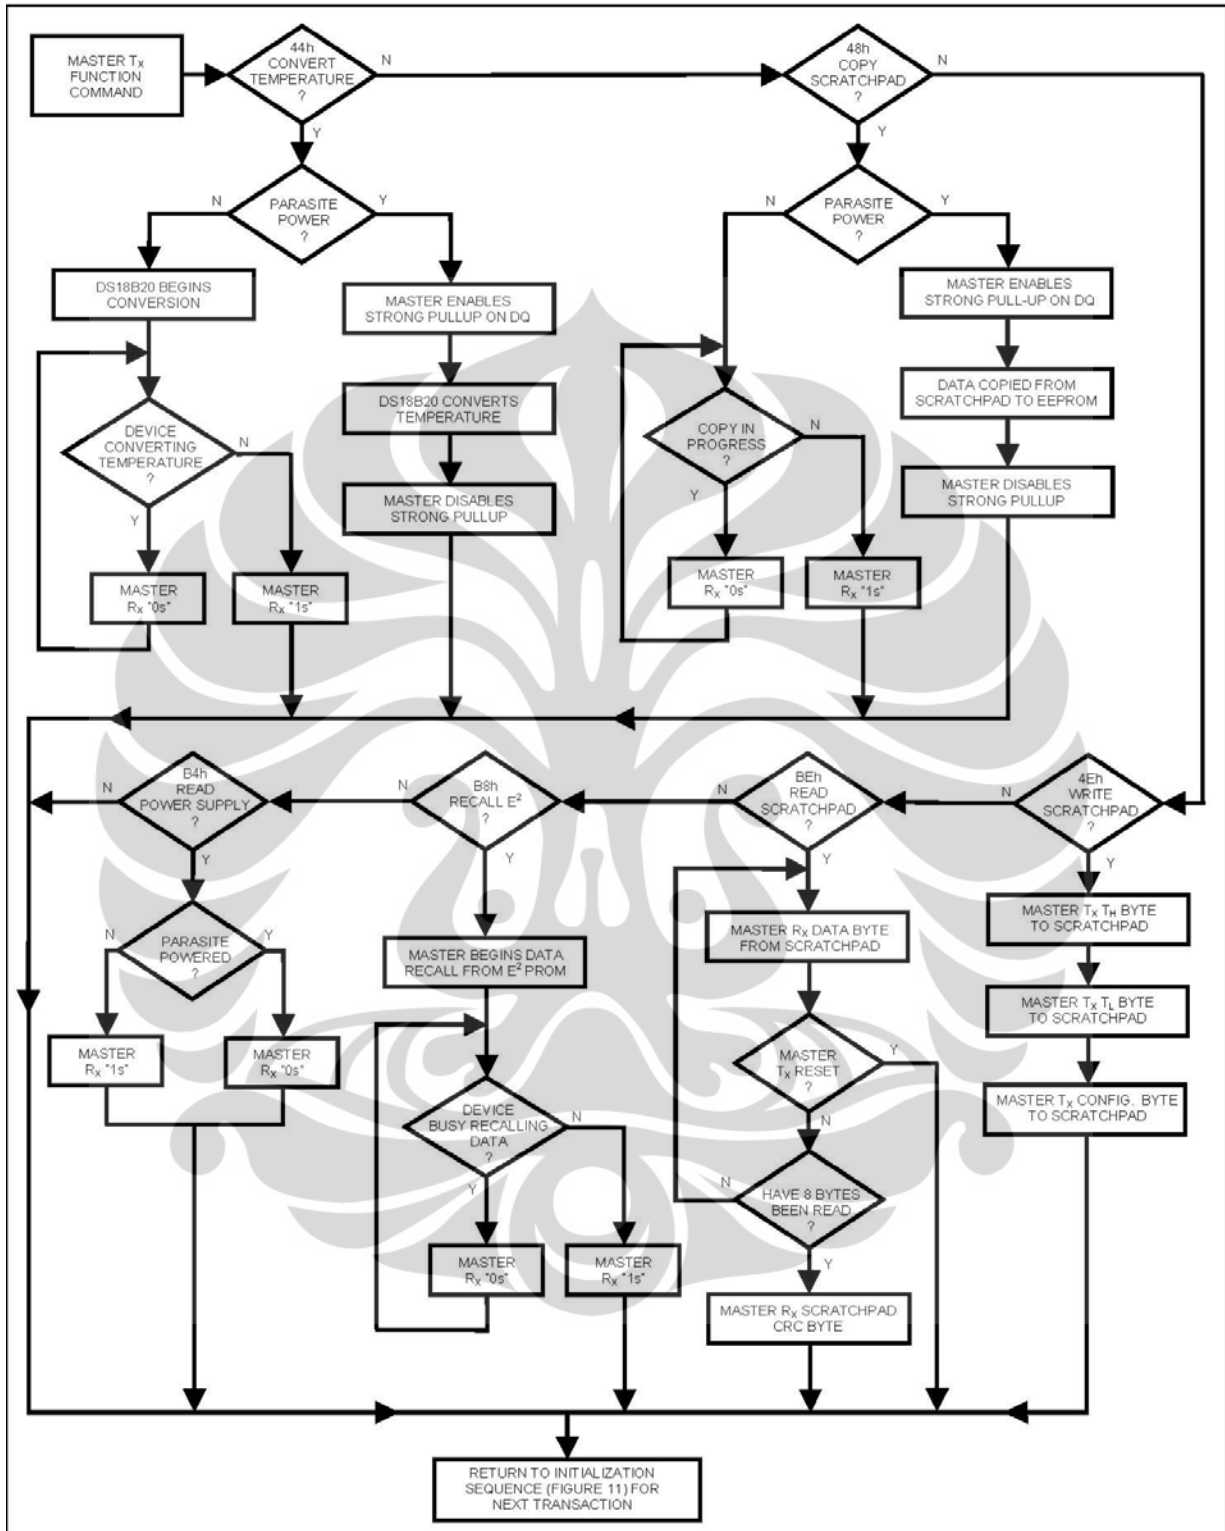 MASTER TX
FUNCTION
COMMAND
44h
CONVERT
TEMPERATURE
?
N
Y
48h
COPY
SCRATCHPAD
?
N
Y
PARASITE
POWER
?
N
Y
DS18B20 BEGINS
CONVERSION
MASTER ENABLES
STRONG PULLUP ON DQ
DEVICE
CONVERTING
TEMPERATURE
?
N
Y
DS18B20 CONVERTS
TEMPERATURE
MASTER DISABLES
STRONG PULLUP
MASTER
RX "0s"
MASTER
RX "1s"
PARASITE
POWER
?
N
Y
MASTER ENABLES
STRONG PULL-UP ON DQ
COPY IN
PROGRESS
?
N
Y
DATA COPIED FROM
SCRATCHPAD TO EEPROM
MASTER DISABLES
STRONG PULLUP
MASTER
RX "0s"
MASTER
RX "1s"
B4h
READ
POWER SUPPLY
?
N
Y
B8h
RECALL E²
?
N
Y
BEh
READ
SCRATCHPAD
?
N
Y
4Eh
WRITE
SCRATCHPAD
?
N
Y
PARASITE
POWERED
?
N
Y
MASTER
RX "1s"
MASTER
RX "0s"
MASTER BEGINS DATA
RECALL FROM E² PROM
DEVICE
BUSY RECALLING
DATA
?
N
Y
MASTER
RX "0s"
MASTER
RX "1s"
MASTER RX DATA BYTE
FROM SCRATCHPAD
MASTER
TX RESET
?
Y
N
HAVE 8 BYTES
BEEN READ
?
N
Y
MASTER RX SCRATCHPAD
CRC BYTE
MASTER TX TH BYTE
TO SCRATCHPAD
MASTER TX TL BYTE
TO SCRATCHPAD
MASTER TX CONFIG. BYTE
TO SCRATCHPAD
RETURN TO INITIALIZATION
SEQUENCE (FIGURE 11) FOR
NEXT TRANSACTION